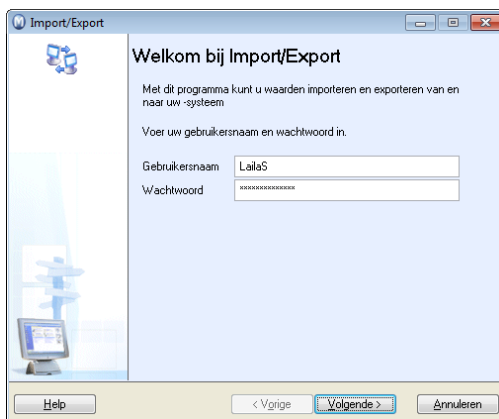 Import/Export
Welkom bij Import/Export
Met dit programma kunt u waarden importeren en exporteren van en
naar uw -systeem
Voer uw gebruikersnaam en wachtwoord in.
Gebruikersnaam LailaS
Wachtwoord xxxxxxxxxxxxxx
Help < Vorige Volgende > Annuleren